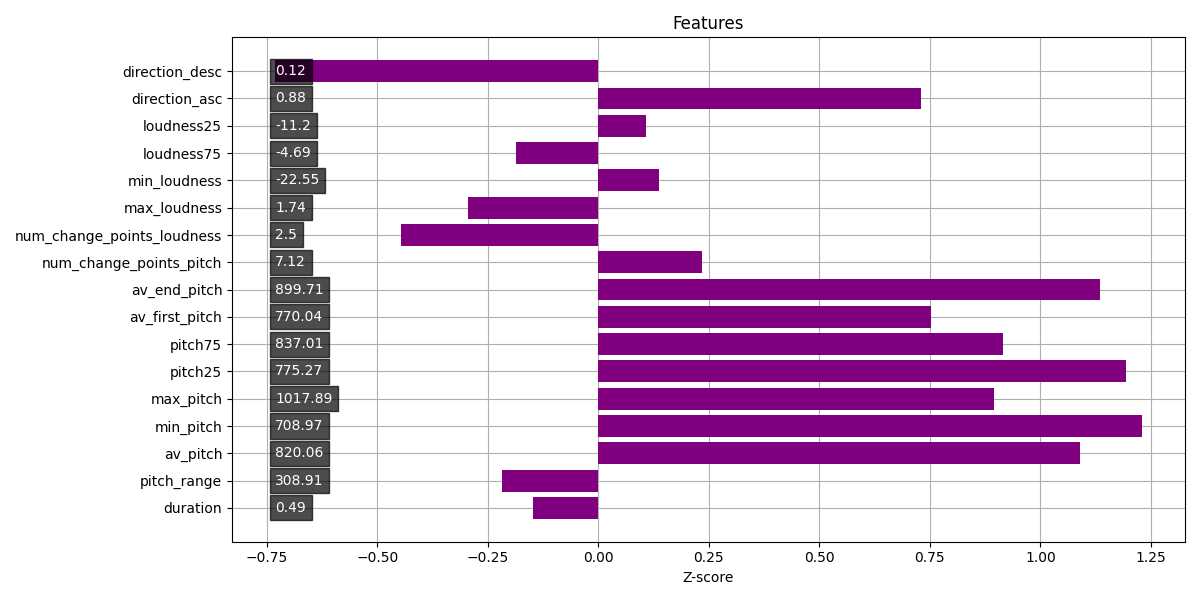 Features
direction_desc 0.12
direction_asc 0.88
loudness25 -11.2
loudness75 -4.69
min_loudness -22.55
max_loudness 1.74
num_change_points_loudness 2.5
num_change_points_pitch 7.12
av_end_pitch 899.71
av_first_pitch 770.04
pitch75 837.01
pitch25 775.27
max_pitch 1017.89
min_pitch 708.97
av_pitch 820.06
pitch_range 308.91
duration 0.49
−0.75 −0.50 −0.25 0.00 0.25 0.50 0.75 1.00 1.25
Z-score